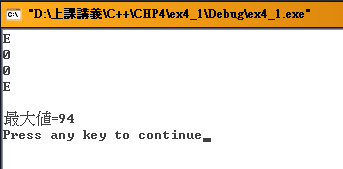 "D:\上課講義\C++\CHP4\ex4_1\Debug\ex4_1.exe"
E
0
0
E
最大值=94
Press any key to continue